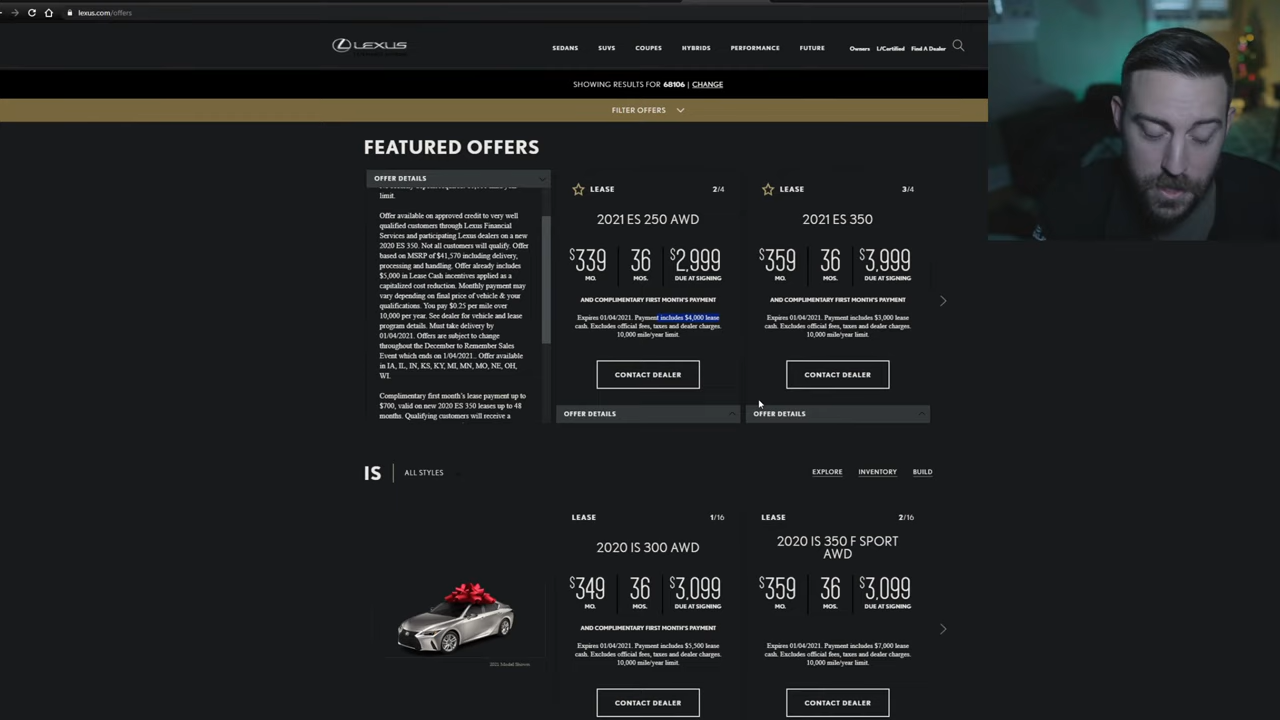 lexus.com/offers
LEXUS
SEDANS SUVS COUPES HYBRIDS PERFORMANCE FUTURE Owners L/Certified Find A Dealer
SHOWING RESULTS FOR 68106 | CHANGE
FILTER OFFERS
FEATURED OFFERS
OFFER DETAILS
limit.
Offer available on approved credit to very well
qualified customers through Lexus Financial
Services and participating Lexus dealers on a new
2020 ES 350. Not all customers will qualify. Offer
based on MSRP of $41,570 including delivery,
processing and handling. Offer already includes
$5,000 in Lease Cash incentives applied as a
capitalized cost reduction. Monthly payment may
vary depending on final price of vehicle & your
qualifications. You pay $0.25 per mile over
10,000 per year. See dealer for vehicle and lease
program details. Must take delivery by
01/04/2021. Offers are subject to change
throughout the December to Remember Sales
Event which ends on 1/04/2021.. Offer available
in IA, IL, IN, KS, KY, MI, MN, MO, NE, OH,
WI.
Complimentary first month's lease payment up to
$700, valid on new 2020 ES 350 leases up to 48
months. Qualifying customers will receive a
LEASE 2/4
2021 ES 250 AWD
$339 36 $2,999
MO. MOS. DUE AT SIGNING
AND COMPLIMENTARY FIRST MONTH'S PAYMENT
Expires 01/04/2021. Payment includes $4,000 lease
cash. Excludes official fees, taxes and dealer charges.
10,000 mile/year limit.
CONTACT DEALER
OFFER DETAILS
LEASE 3/4
2021 ES 350
$359 36 $3,999
MO. MOS. DUE AT SIGNING
AND COMPLIMENTARY FIRST MONTH'S PAYMENT
Expires 01/04/2021. Payment includes $3,000 lease
cash. Excludes official fees, taxes and dealer charges.
10,000 mile/year limit.
CONTACT DEALER
OFFER DETAILS
IS ALL STYLES EXPLORE INVENTORY BUILD
2021 Model Shown
LEASE 1/16
2020 IS 300 AWD
$349 36 $3,099
MO. MOS. DUE AT SIGNING
AND COMPLIMENTARY FIRST MONTH'S PAYMENT
Expires 01/04/2021. Payment includes $5,500 lease
cash. Excludes official fees, taxes and dealer charges.
10,000 mile/year limit.
CONTACT DEALER
LEASE 2/16
2020 IS 350 F SPORT
AWD
$359 36 $3,099
MO. MOS. DUE AT SIGNING
Expires 01/04/2021. Payment includes $7,000 lease
cash. Excludes official fees, taxes and dealer charges.
10,000 mile/year limit.
CONTACT DEALER